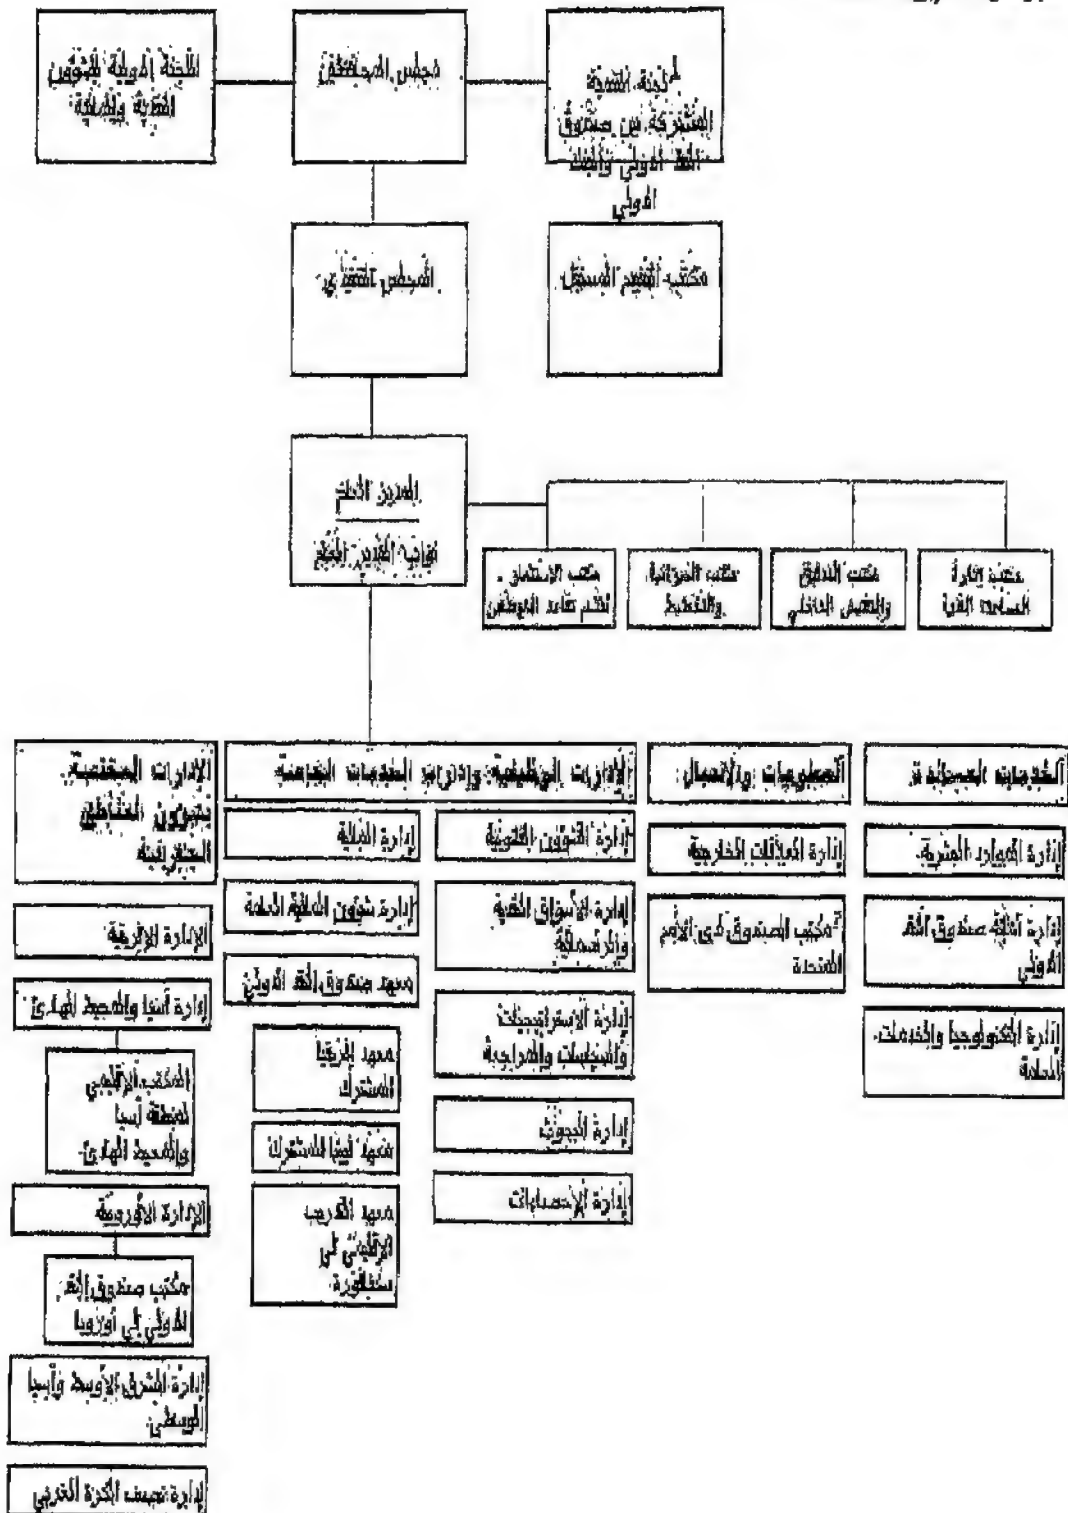 اللجنة الدولية للشؤون
النقدية والمالية
مجلس المحافظين
لجنة التنمية
المشتركة بين صندوق
النقد الدولي والبنك
الدولي
المجلس التنفيذي
مكتب التقييم المستقل
المدير العام
نواب المدير العام
مكتب الاستثمار -
نظام تقاعد الموظفين
مكتب الميزانية
والتخطيط
مكتب التدقيق
والتفتيش الداخلي
مكتب إدارة
المساعدة الفنية
الإدارات المختصة
بشؤون المناطق
الجغرافية
الإدارة الإفريقية
إدارة آسيا والمحيط الهادئ
المكتب الإقليمي
لمنطقة آسيا
والمحيط الهادئ
الإدارة الأوروبية
مكتب صندوق النقد
الدولي في أوروبا
إدارة الشرق الأوسط وآسيا
الوسطى
إدارة نصف الكرة الغربي
الإدارات الوظيفية وإدارات الخدمات الخاصة
إدارة المالية
إدارة شؤون المالية العامة
معهد صندوق النقد الدولي
معهد إفريقيا
المشترك
معهد فيينا المشترك
معهد التدريب
الإقليمي في
سنغافورة
إدارة الشؤون القانونية
إدارة الأسواق النقدية
والرأسمالية
إدارة الاستراتيجيات
والسياسات والمراجعة
إدارة البحوث
إدارة الإحصاءات
المعلومات والاتصال
إدارة العلاقات الخارجية
مكتب الصندوق لدى الأمم
المتحدة
الخدمات المساندة
إدارة الموارد البشرية
إدارة أمانة صندوق النقد
الدولي
إدارة التكنولوجيا والخدمات
العامة